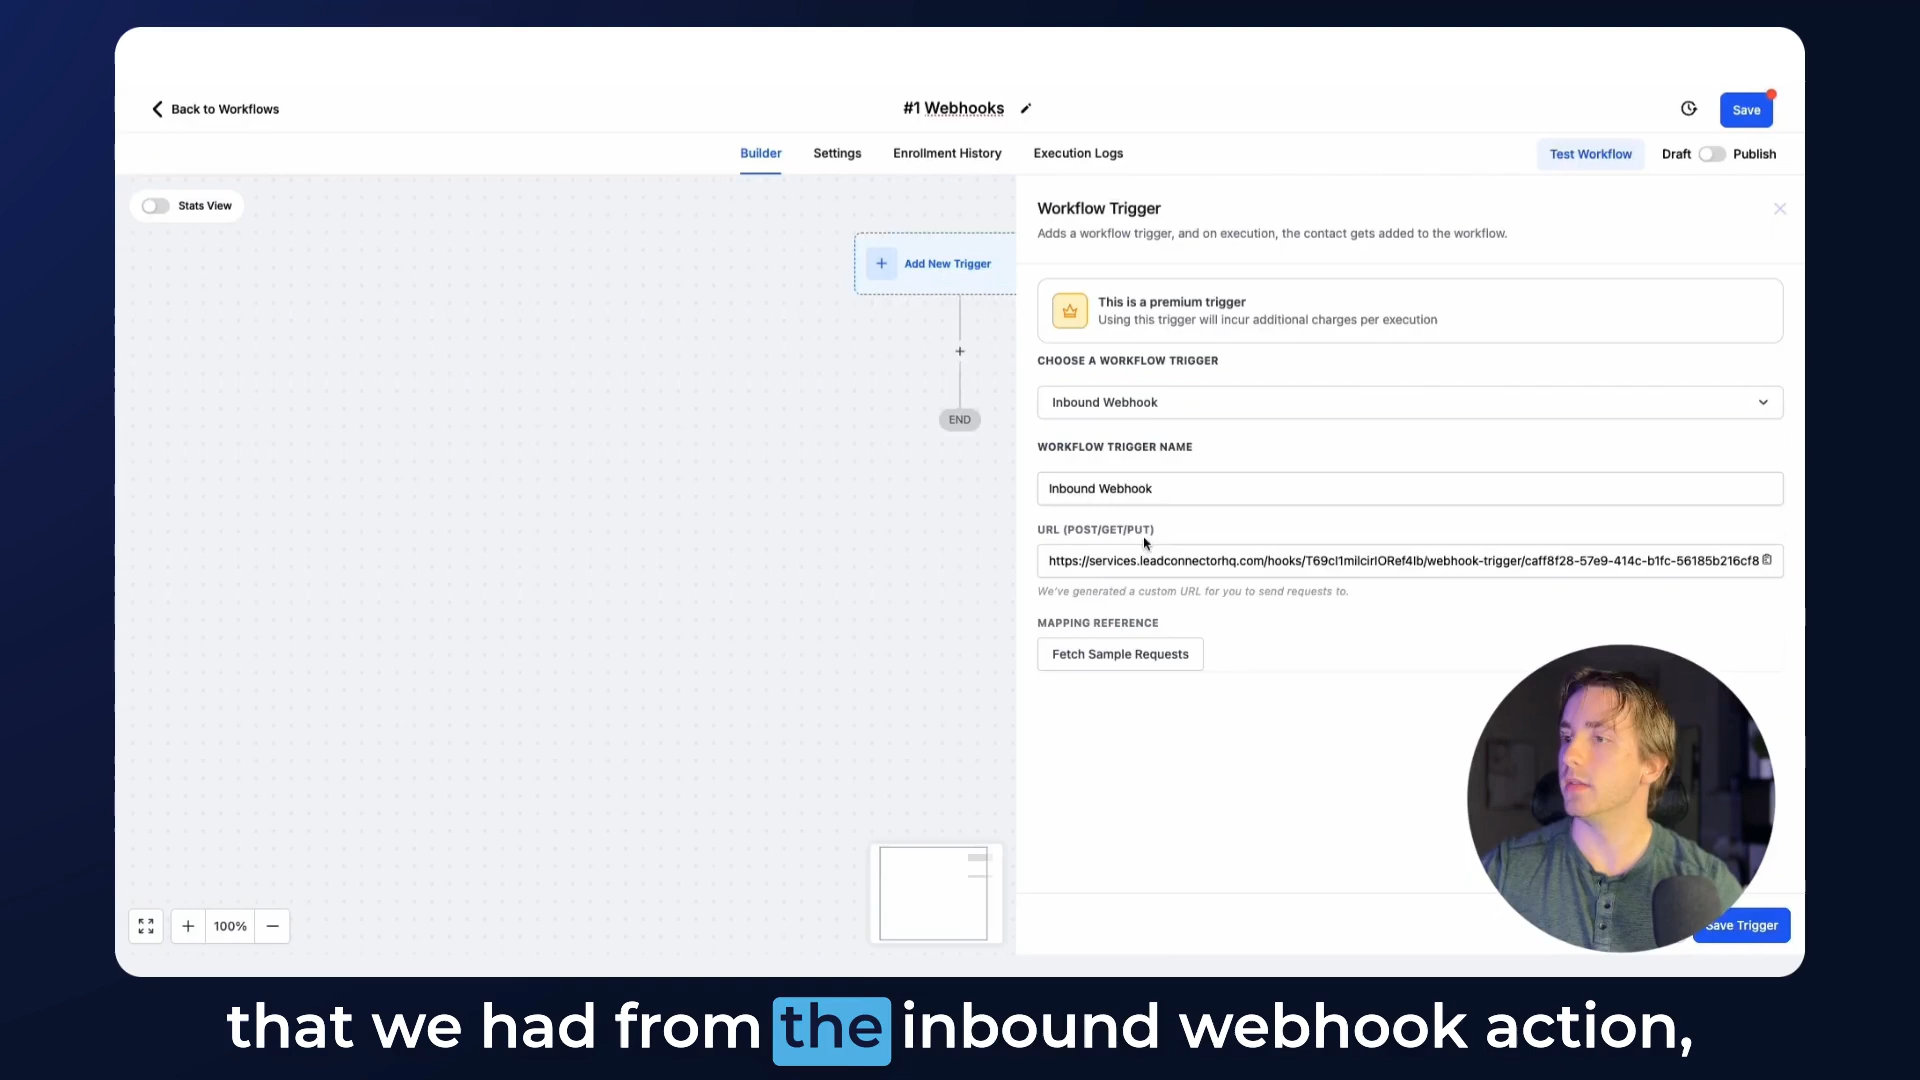 Back to Workflows
#1 Webhooks
Save
Builder
Settings
Enrollment History
Execution Logs
Test Workflow
Draft
Publish
Stats View
Add New Trigger
+
END
Workflow Trigger
Adds a workflow trigger, and on execution, the contact gets added to the workflow.
This is a premium trigger
Using this trigger will incur additional charges per execution
CHOOSE A WORKFLOW TRIGGER
Inbound Webhook
WORKFLOW TRIGGER NAME
Inbound Webhook
URL (POST/GET/PUT)
https://services.leadconnectorhq.com/hooks/T69cl1milcirIORef4Ib/webhook-trigger/caff8f28-57e9-414c-b1fc-56185b216cf8
We've generated a custom URL for you to send requests to.
MAPPING REFERENCE
Fetch Sample Requests
Save Trigger
+ 100% −
that we had from the inbound webhook action,